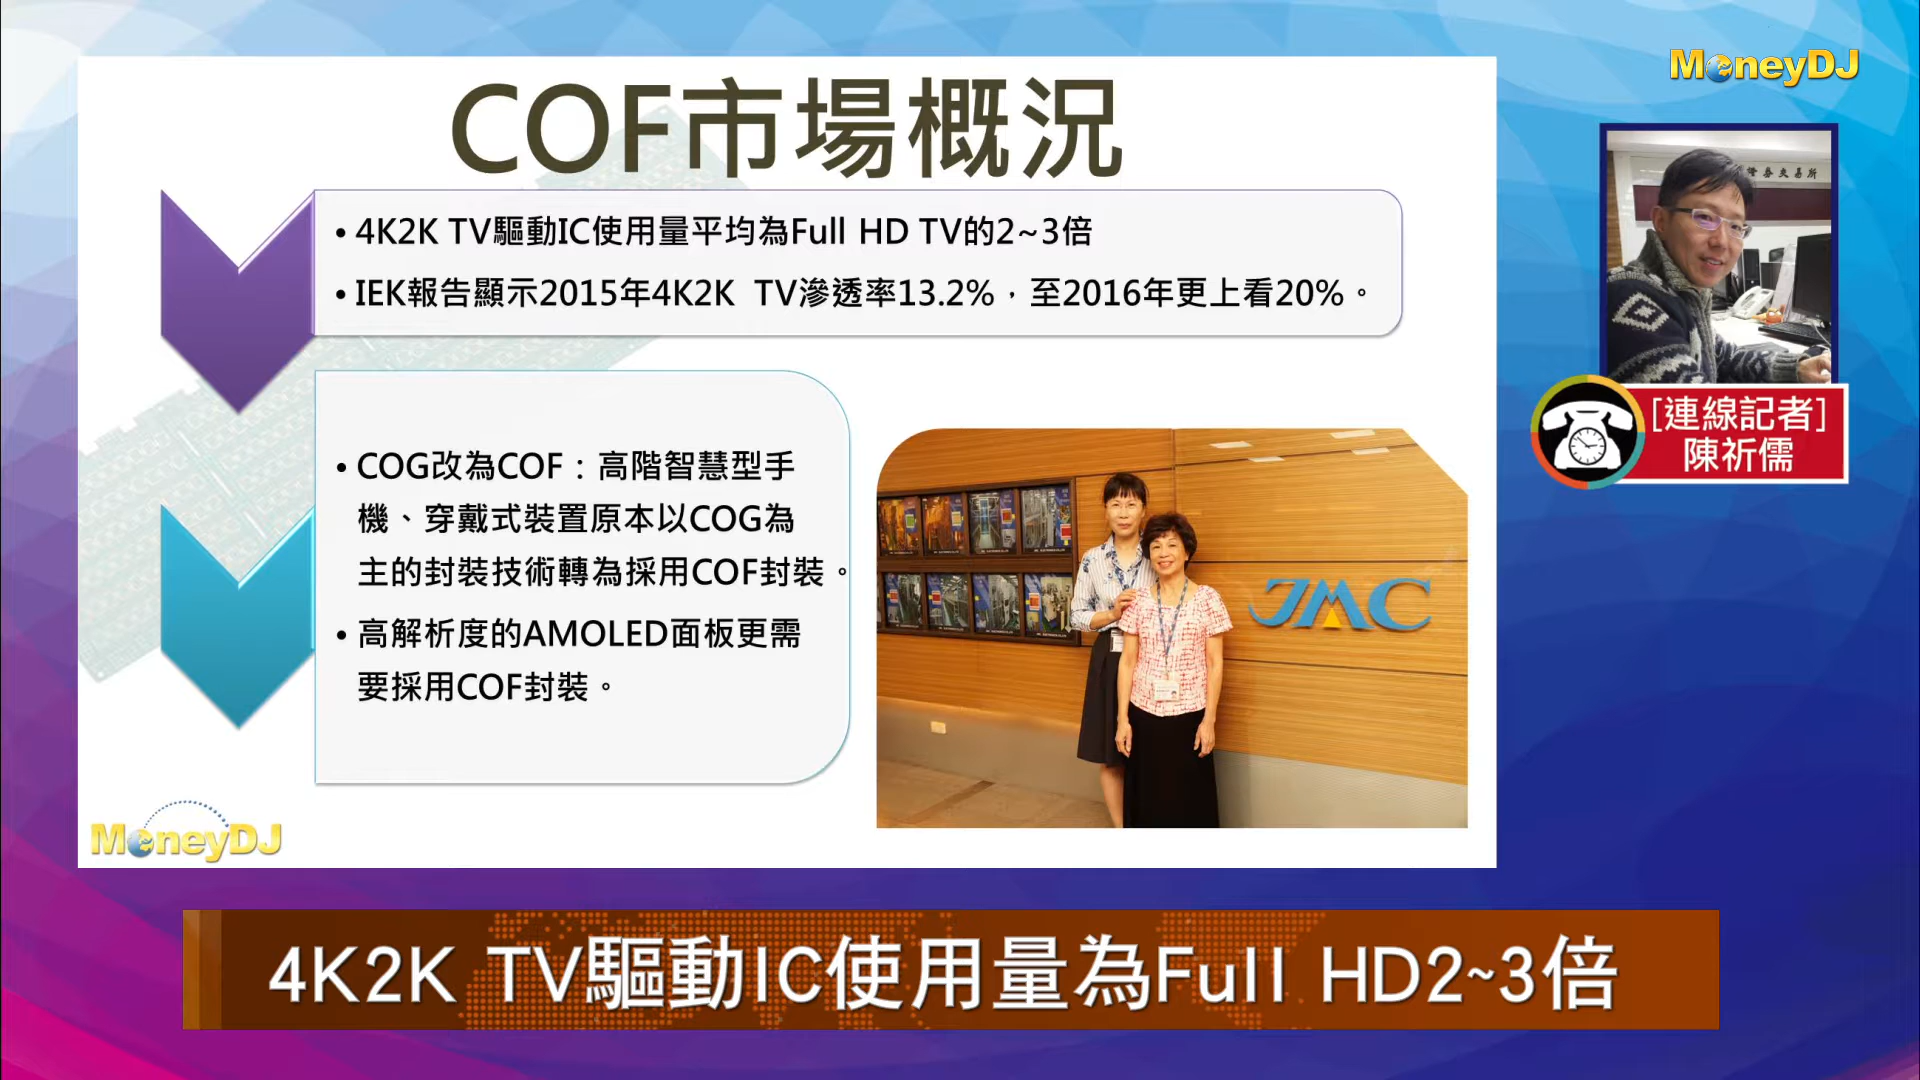 MoneyDJ
COF市場概況
• 4K2K TV驅動IC使用量平均為Full HD TV的2~3倍
• IEK報告顯示2015年4K2K TV滲透率13.2%，至2016年更上看20%。
證券交易所
[連線記者]
陳祈儒
• COG改為COF：高階智慧型手
機、穿戴式裝置原本以COG為
主的封裝技術轉為採用COF封裝。
• 高解析度的AMOLED面板更需
要採用COF封裝。
JMC
MoneyDJ
4K2K TV驅動IC使用量為Full HD2~3倍